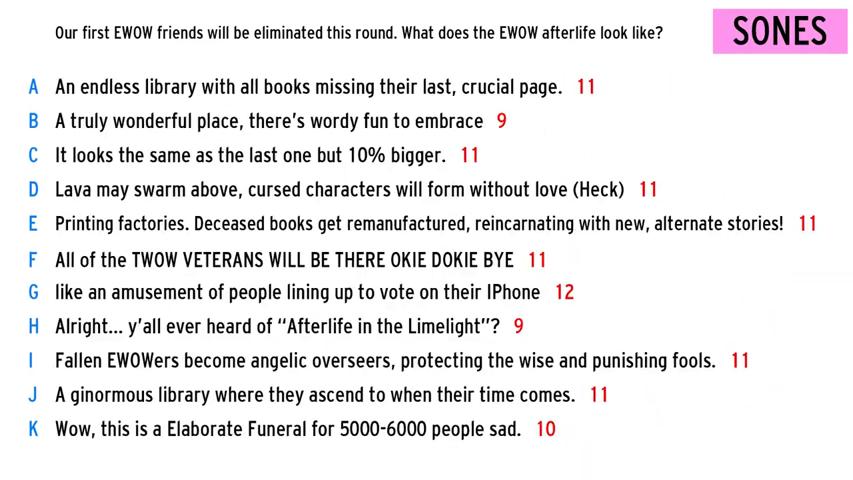 Our first EWOW friends will be eliminated this round. What does the EWOW afterlife look like?
SONES
A An endless library with all books missing their last, crucial page. 11
B A truly wonderful place, there's wordy fun to embrace 9
C It looks the same as the last one but 10% bigger. 11
D Lava may swarm above, cursed characters will form without love (Heck) 11
E Printing factories. Deceased books get remanufactured, reincarnating with new, alternate stories! 11
F All of the TWOW VETERANS WILL BE THERE OKIE DOKIE BYE 11
G like an amusement of people lining up to vote on their IPhone 12
H Alright... y'all ever heard of “Afterlife in the Limelight”? 9
I Fallen EWOWers become angelic overseers, protecting the wise and punishing fools. 11
J A ginormous library where they ascend to when their time comes. 11
K Wow, this is a Elaborate Funeral for 5000-6000 people sad. 10